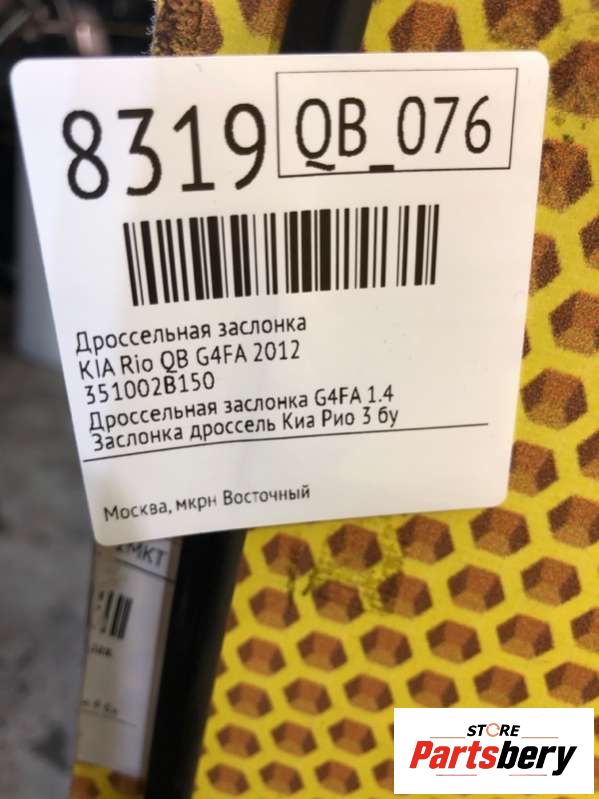 8319 QB_076
Дроссельная заслонка
KIA Rio QB G4FA 2012
351002B150
Дроссельная заслонка G4FA 1.4
Заслонка дроссель Киа Рио 3 бу
Москва, мкрн Восточный
STORE
Partsbery